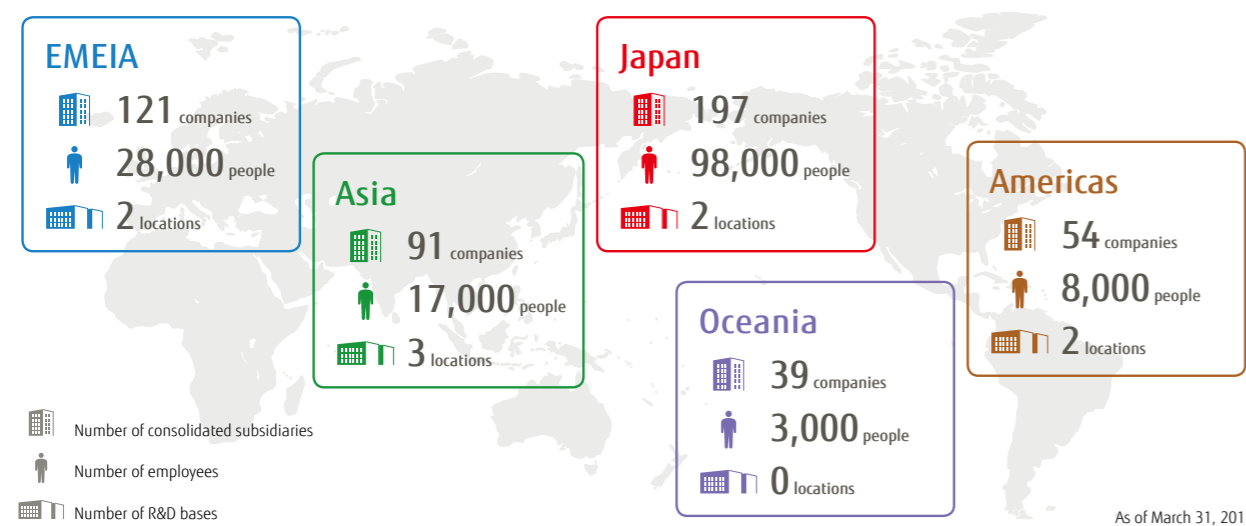 EMEIA
121 companies
28,000 people
2 locations
Asia
91 companies
17,000 people
3 locations
Japan
197 companies
98,000 people
2 locations
Oceania
39 companies
3,000 people
0 locations
Americas
54 companies
8,000 people
2 locations
Number of consolidated subsidiaries
Number of employees
Number of R&D bases
As of March 31, 201